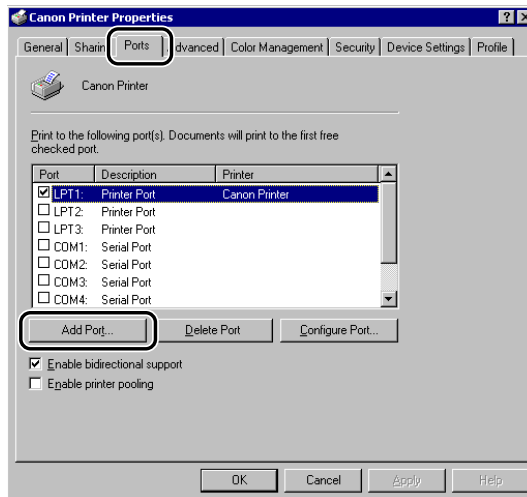 Canon Printer Properties
General Sharin Ports dvanced Color Management Security Device Settings Profile
Canon Printer
Print to the following port(s). Documents will print to the first free
checked port.
Port Description Printer
LPT1: Printer Port Canon Printer
LPT2: Printer Port
LPT3: Printer Port
COM1: Serial Port
COM2: Serial Port
COM3: Serial Port
COM4: Serial Port
Add Port... Delete Port Configure Port...
Enable bidirectional support
Enable printer pooling
OK Cancel Apply Help